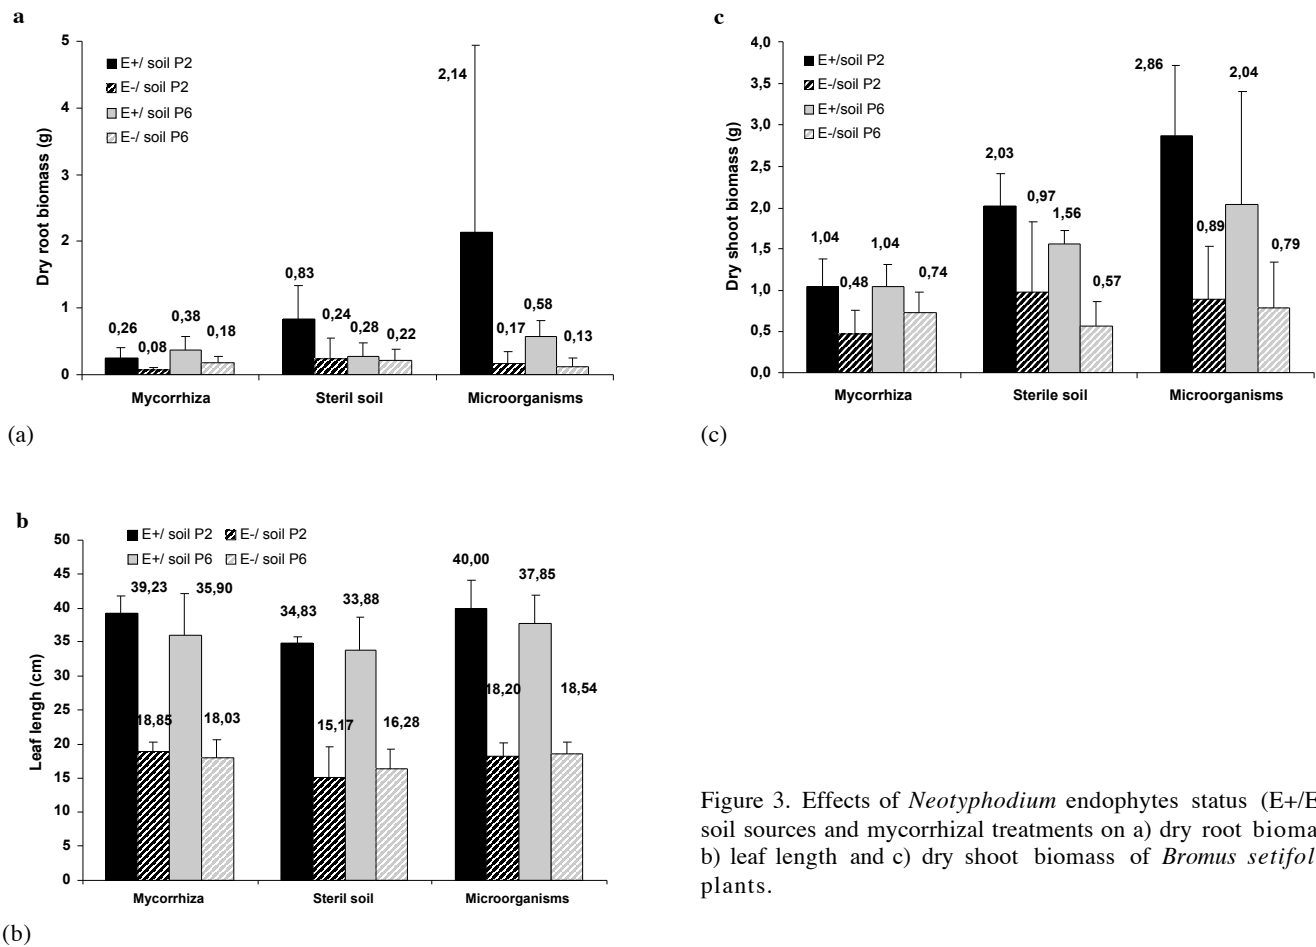 a
5
4
3
2
1
0
Dry root biomass (g)
E+/ soil P2
E-/ soil P2
E+/ soil P6
E-/ soil P6
0,26
0,08
0,38
0,18
0,83
0,24
0,28
0,22
2,14
0,17
0,58
0,13
Mycorrhiza
Steril soil
Microorganisms
(a)
c
4,0
3,5
3,0
2,5
2,0
1,5
1,0
0,5
0,0
Dry shoot biomass (g)
E+/soil P2
E-/soil P2
E+/soil P6
E-/soil P6
1,04
0,48
1,04
0,74
2,03
0,97
1,56
0,57
2,86
0,89
2,04
0,79
Mycorrhiza
Sterile soil
Microorganisms
(c)
b
50
45
40
35
30
25
20
15
10
5
0
Leaf lengh (cm)
E+/ soil P2 E-/ soil P2
E+/ soil P6 E-/ soil P6
39,23
18,85
35,90
18,03
34,83
15,17
33,88
16,28
40,00
18,20
37,85
18,54
Mycorrhiza
Steril soil
Microorganisms
(b)
Figure 3. Effects of Neotyphodium endophytes status (E+/E
soil sources and mycorrhizal treatments on a) dry root bioma
b) leaf length and c) dry shoot biomass of Bromus setifol
plants.